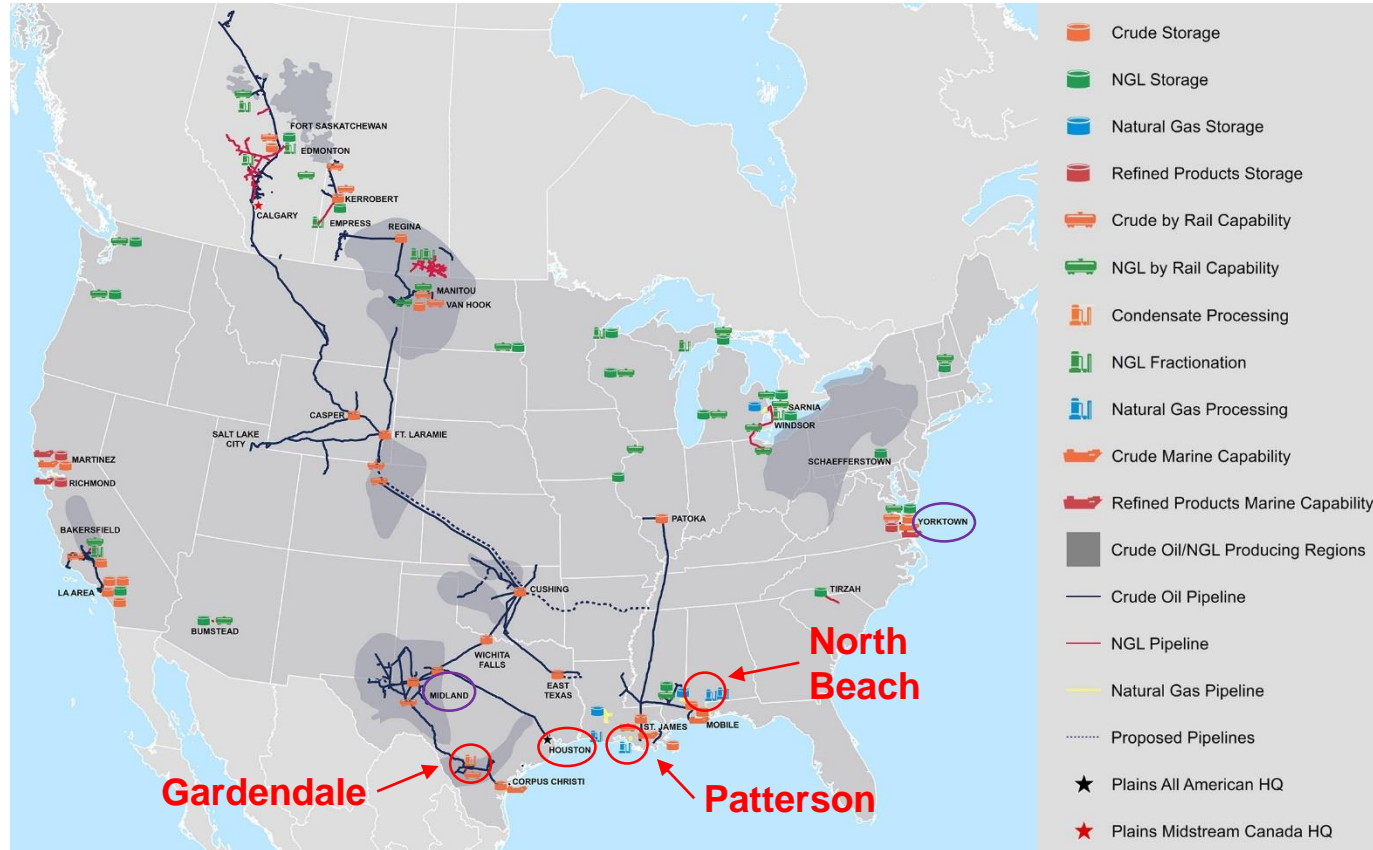 FORT SASKATCHEWAN
EDMONTON
KERROBERT
CALGARY
EMPRESS
REGINA
MANITOU
VAN HOOK
CASPER
SALT LAKE
CITY
FT. LARAMIE
SARNIA
WINDSOR
SCHAEFFERSTOWN
MARTINEZ
RICHMOND
PATOKA
YORKTOWN
BAKERSFIELD
LA AREA
CUSHING
TIRZAH
BUMSTEAD
WICHITA
FALLS
EAST
TEXAS
MIDLAND
North
Beach
ST. JAMES
MOBILE
HOUSTON
CORPUS CHRISTI
Gardendale
Patterson
Crude Storage
NGL Storage
Natural Gas Storage
Refined Products Storage
Crude by Rail Capability
NGL by Rail Capability
Condensate Processing
NGL Fractionation
Natural Gas Processing
Crude Marine Capability
Refined Products Marine Capability
Crude Oil/NGL Producing Regions
Crude Oil Pipeline
NGL Pipeline
Natural Gas Pipeline
Proposed Pipelines
Plains All American HQ
Plains Midstream Canada HQ